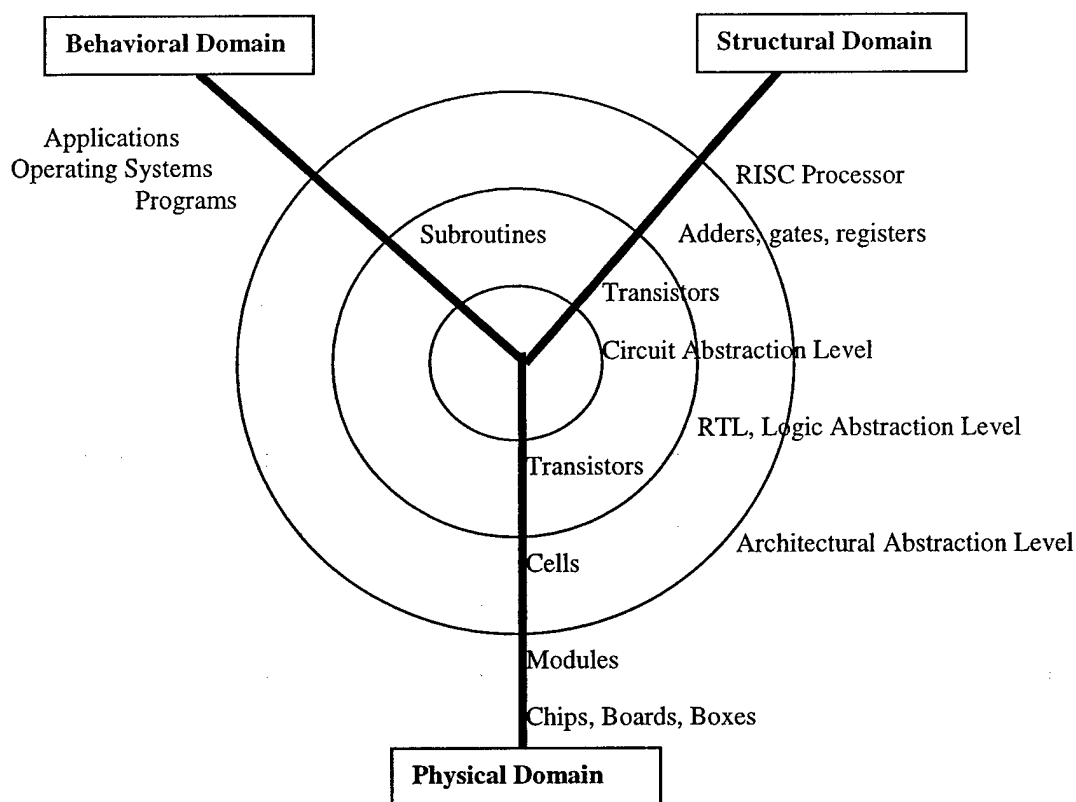 Behavioral Domain
Structural Domain
Applications
Operating Systems
Programs
RISC Processor
Subroutines
Adders, gates, registers
Transistors
Circuit Abstraction Level
RTL, Logic Abstraction Level
Transistors
Architectural Abstraction Level
Cells
Modules
Chips, Boards, Boxes
Physical Domain